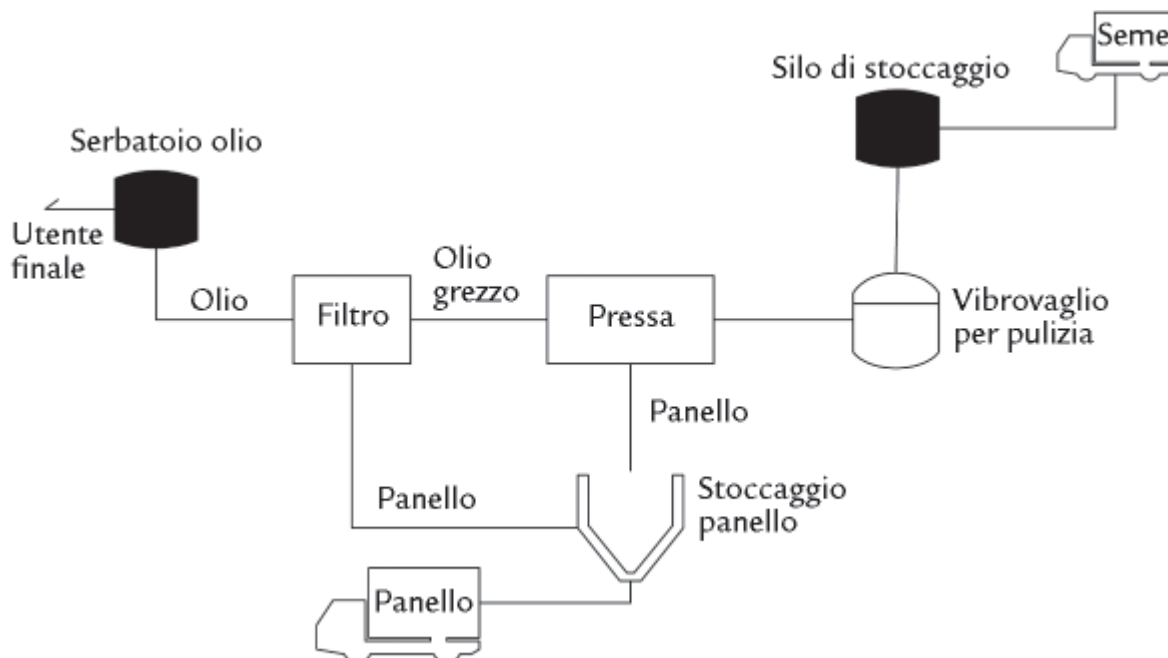 Seme
Silo di stoccaggio
Serbatoio olio
Utente
finale
Olio
Filtro
Olio
grezzo
Pressa
Vibrovaglio
per pulizia
Panello
Panello
Stoccaggio
panello
Panello